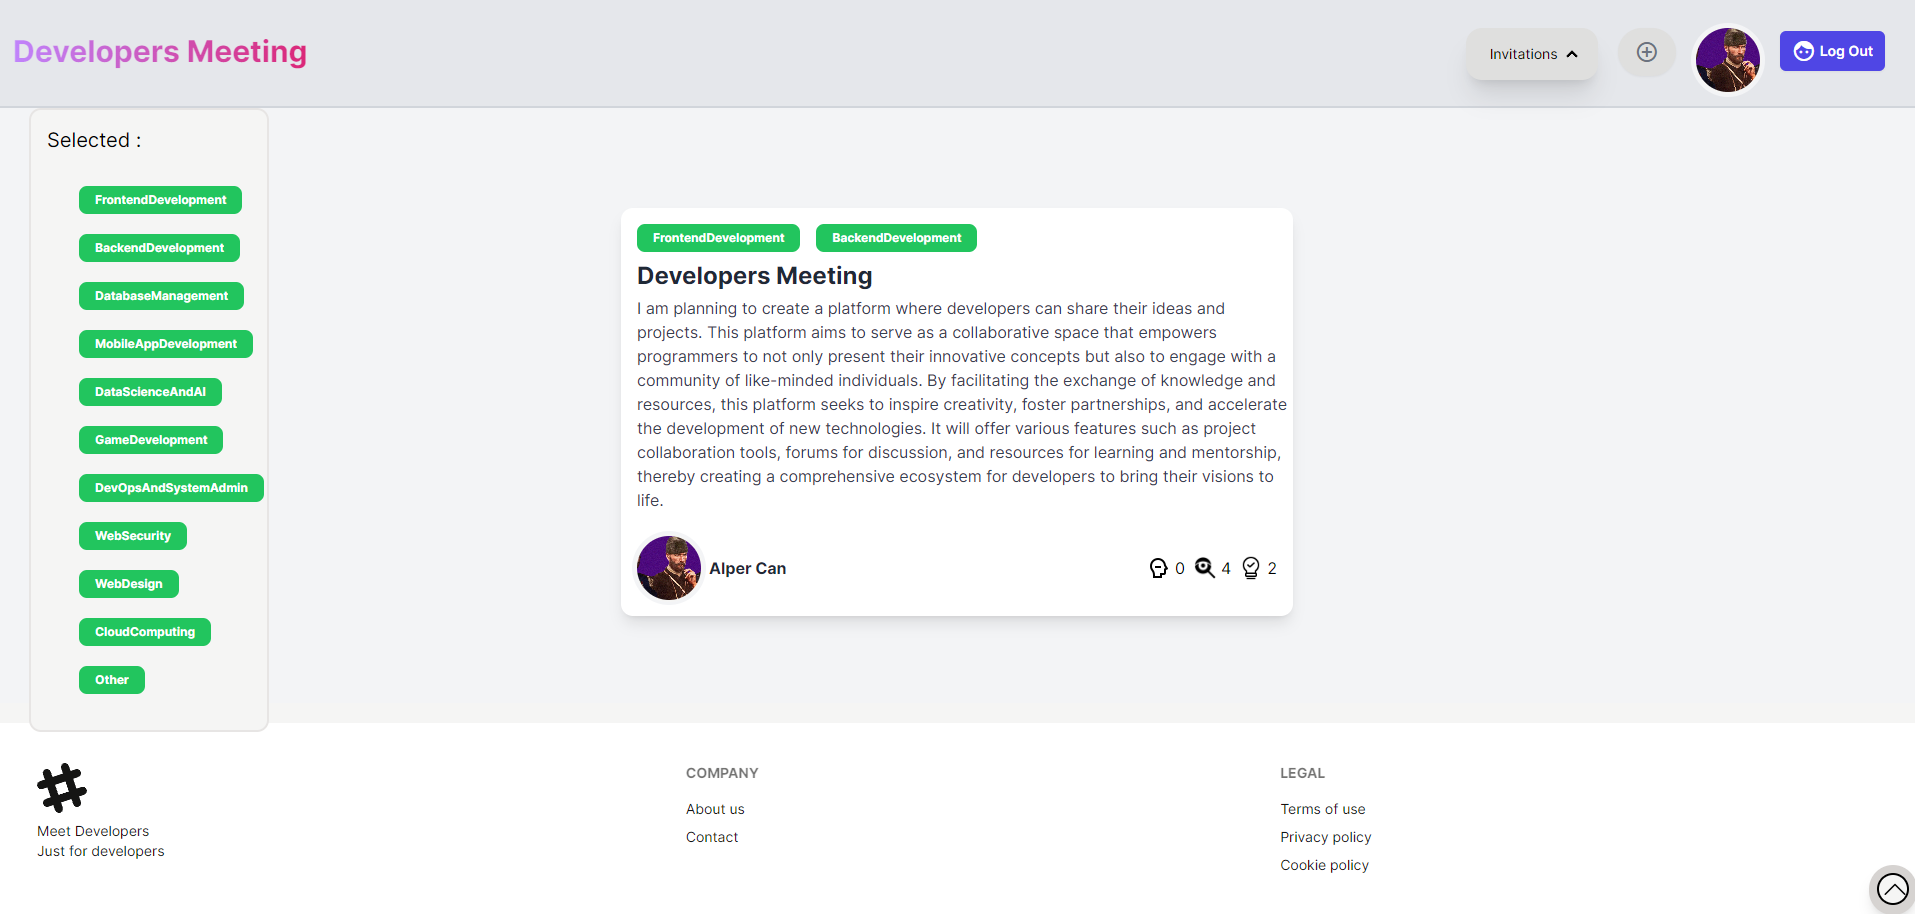 Developers Meeting
Invitations
Log Out
Selected :
FrontendDevelopment
BackendDevelopment
DatabaseManagement
MobileAppDevelopment
DataScienceAndAI
GameDevelopment
DevOpsAndSystemAdmin
WebSecurity
WebDesign
CloudComputing
Other
FrontendDevelopment BackendDevelopment
Developers Meeting
I am planning to create a platform where developers can share their ideas and
projects. This platform aims to serve as a collaborative space that empowers
programmers to not only present their innovative concepts but also to engage with a
community of like-minded individuals. By facilitating the exchange of knowledge and
resources, this platform seeks to inspire creativity, foster partnerships, and accelerate
the development of new technologies. It will offer various features such as project
collaboration tools, forums for discussion, and resources for learning and mentorship,
thereby creating a comprehensive ecosystem for developers to bring their visions to
life.
Alper Can
0 4 2
Meet Developers
Just for developers
COMPANY
About us
Contact
LEGAL
Terms of use
Privacy policy
Cookie policy